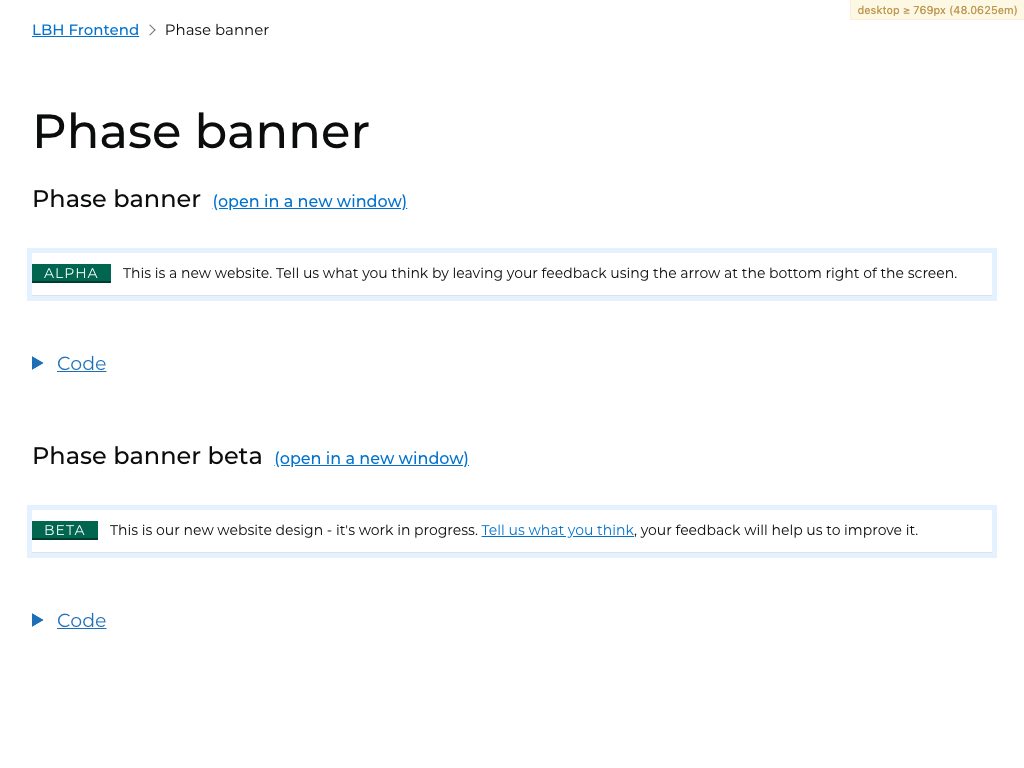 desktop ≥ 769px (48.0625em)
LBH Frontend > Phase banner
Phase banner
Phase banner (open in a new window)
ALPHA This is a new website. Tell us what you think by leaving your feedback using the arrow at the bottom right of the screen.
Code
Phase banner beta (open in a new window)
BETA This is our new website design - it's work in progress. Tell us what you think, your feedback will help us to improve it.
Code